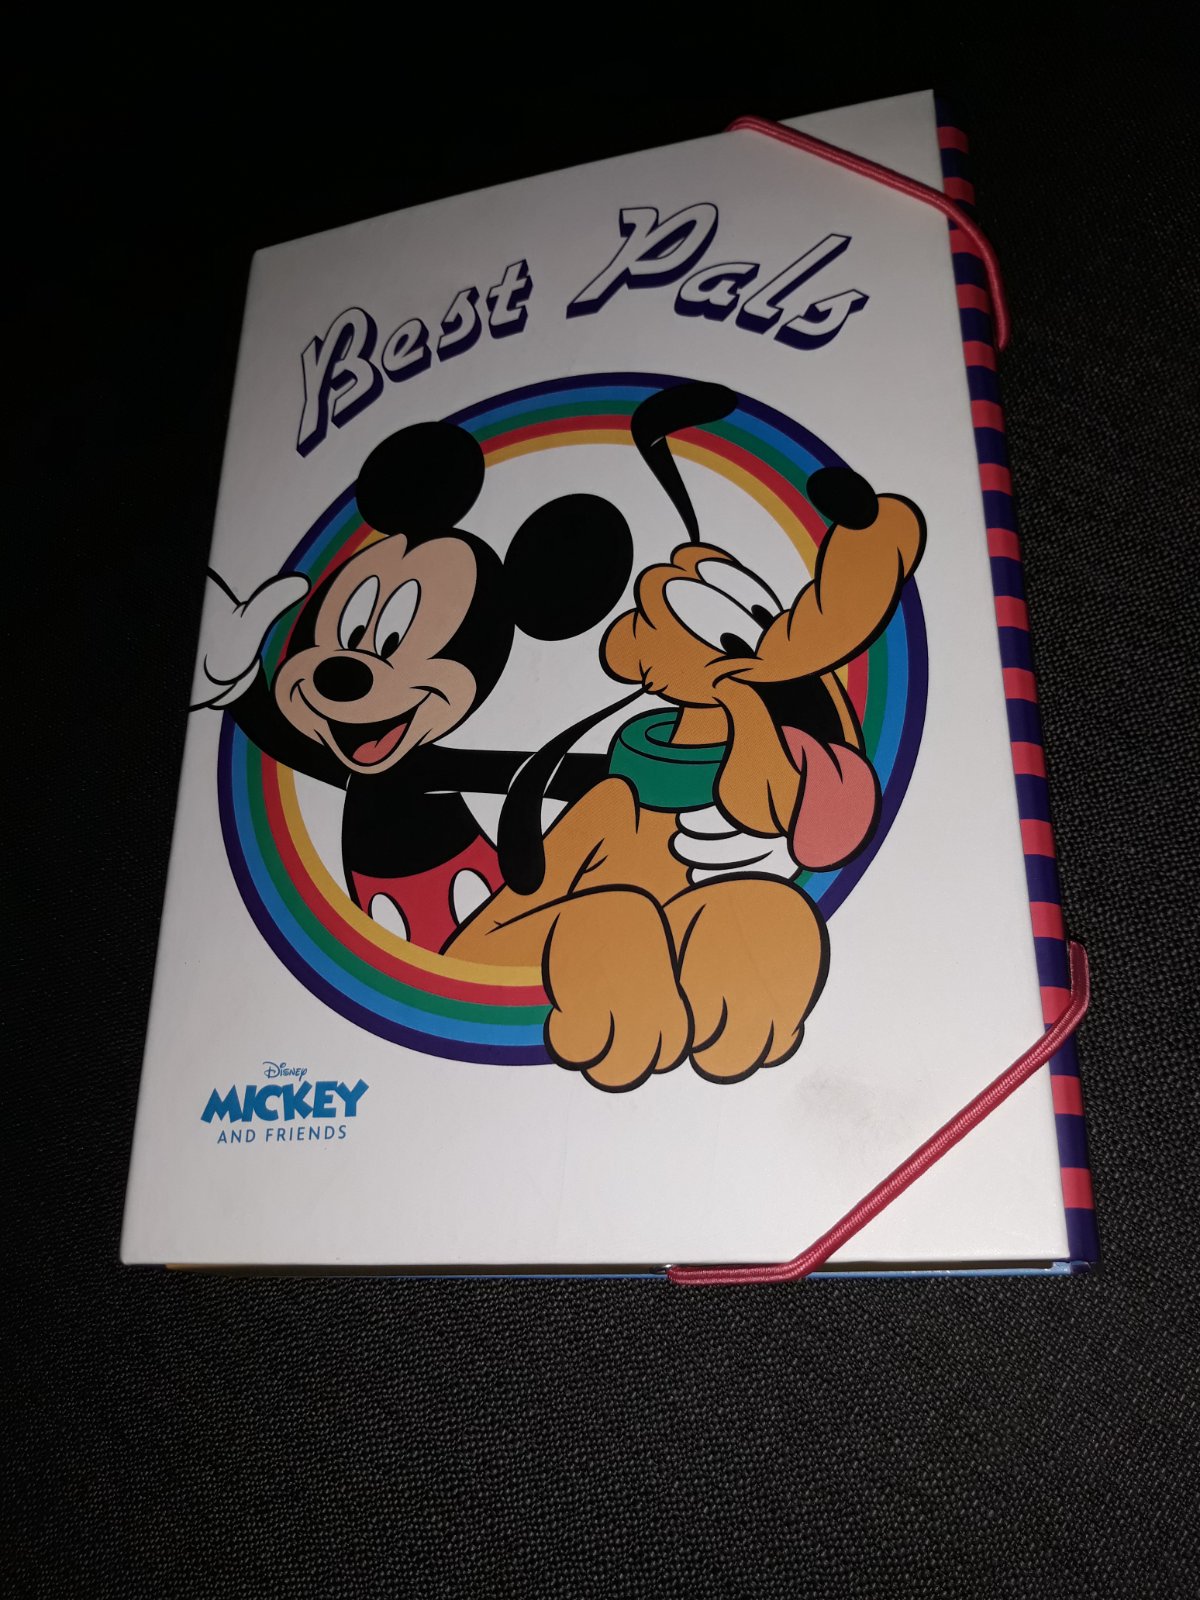 Best Pals
Disney
MICKEY
AND FRIENDS